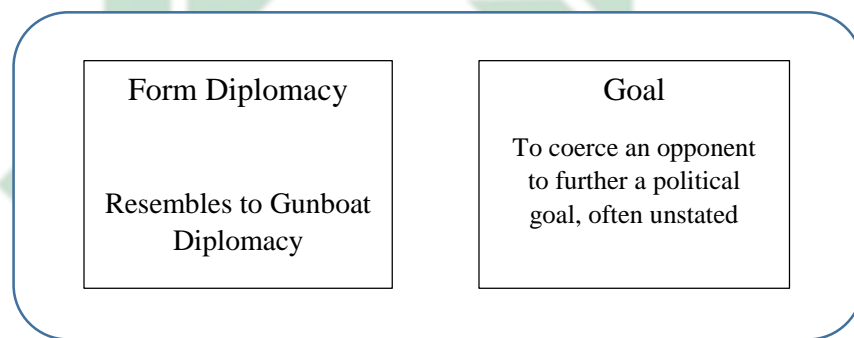 Form Diplomacy
Resembles to Gunboat
Diplomacy
Goal
To coerce an opponent
to further a political
goal, often unstated